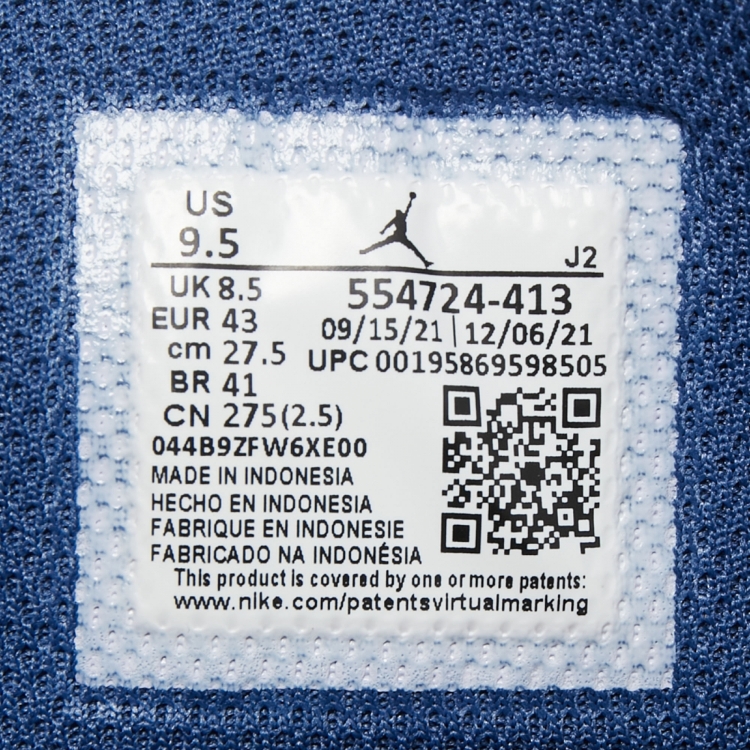 US
9.5
J2
UK 8.5
554724-413
EUR 43
09/15/21 | 12/06/21
cm 27.5
UPC 00195869598505
BR 41
CN 275(2.5)
044B9ZFW6XE00
MADE IN INDONESIA
HECHO EN INDONESIA
FABRIQUE EN INDONESIE
FABRICADO NA INDONÉSIA
This product is covered by one or more patents:
www.nike.com/patentsvirtualmarking